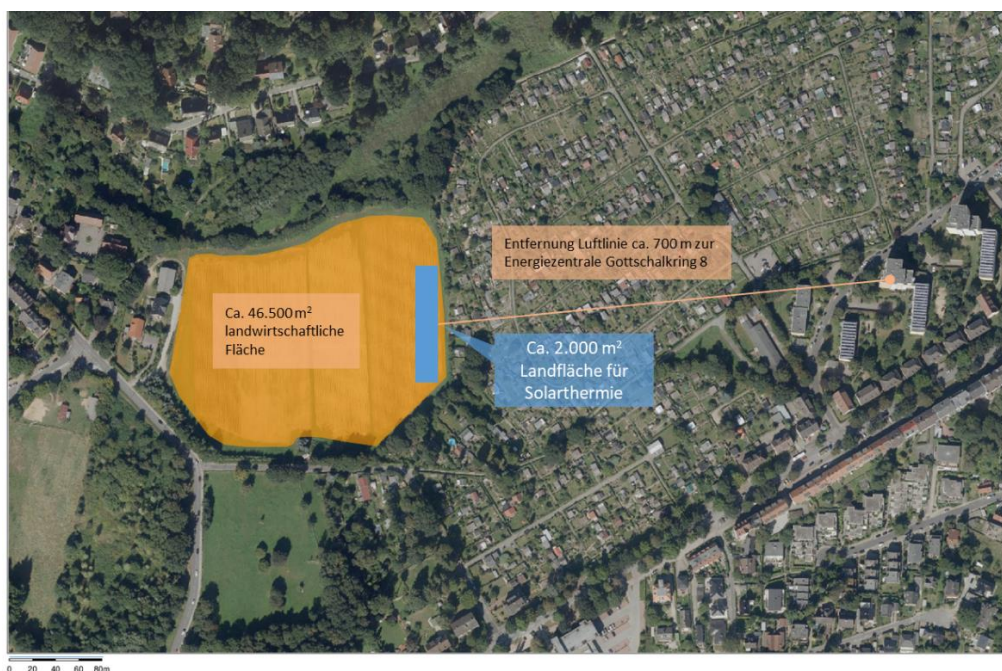 Entfernung Luftlinie ca. 700 m zur
Energiezentrale Gottschalkring 8
Ca. 46.500 m²
landwirtschaftliche
Fläche
Ca. 2.000 m²
Landfläche für
Solarthermie
0 20 40 60 80m